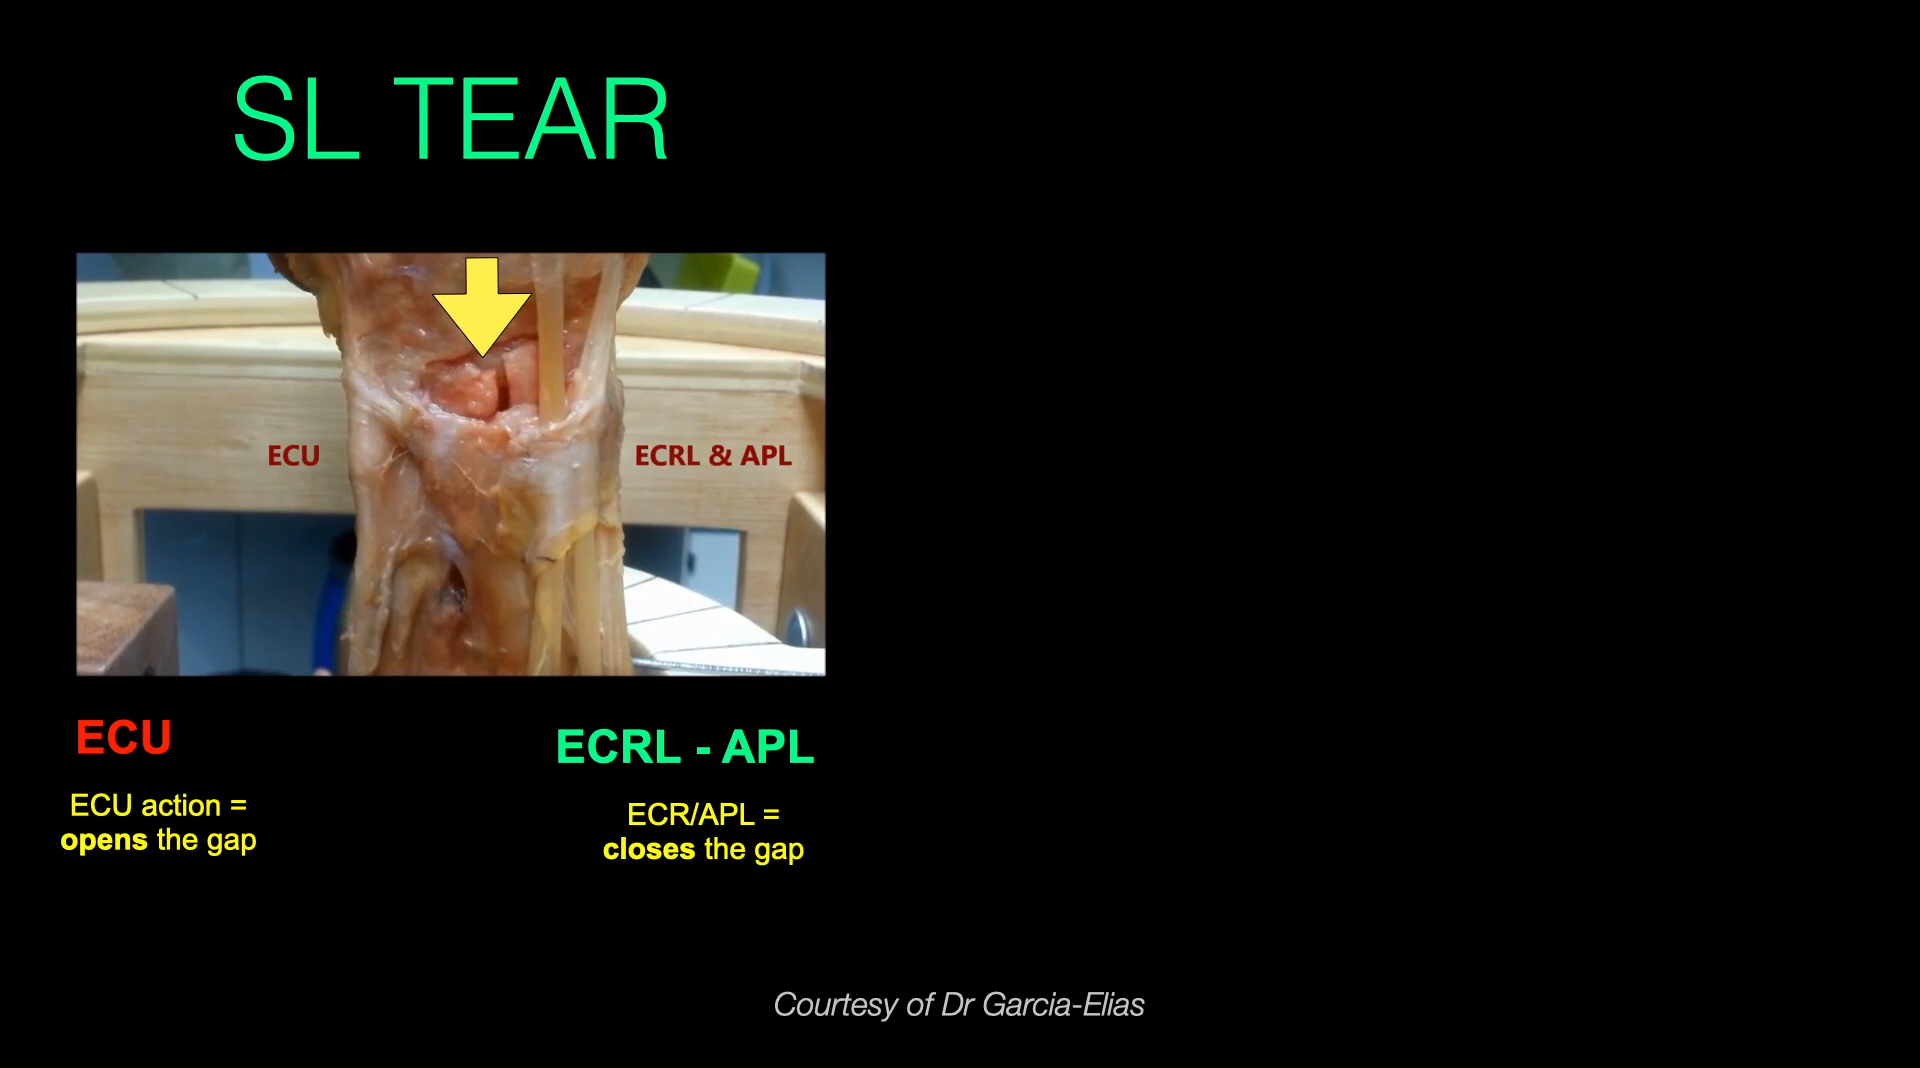 SL TEAR
ECU
ECRL & APL
ECU
ECU action =
opens the gap
ECRL - APL
ECR/APL =
closes the gap
Courtesy of Dr Garcia-Elias